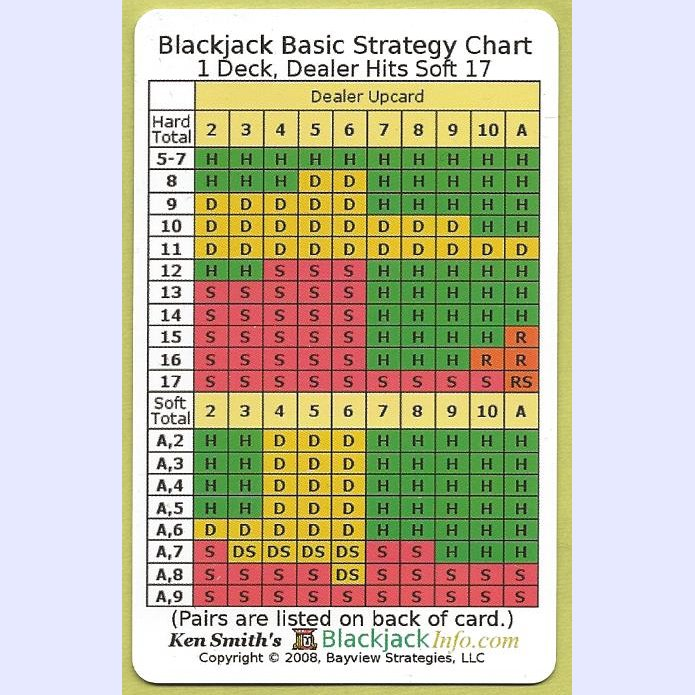 Blackjack Basic Strategy Chart
1 Deck, Dealer Hits Soft 17
Dealer Upcard
Hard Total 2 3 4 5 6 7 8 9 10 A
5-7 H H H H H H H H H H
8 H H H D D H H H H H
9 D D D D D H H H H H
10 D D D D D D D D H H
11 D D D D D D D D D D
12 H H S S S H H H H H
13 S S S S S H H H H H
14 S S S S S H H H H H
15 S S S S S H H H H R
16 S S S S S H H H R R
17 S S S S S S S S S RS
Soft Total 2 3 4 5 6 7 8 9 10 A
A,2 H H D D D H H H H H
A,3 H H D D D H H H H H
A,4 H H D D D H H H H H
A,5 H H D D D H H H H H
A,6 D D D D D H H H H H
A,7 S DS DS DS DS S S H H H
A,8 S S S S DS S S S S S
A,9 S S S S S S S S S S
(Pairs are listed on back of card.)
Ken Smith's BlackjackInfo.com
Copyright © 2008, Bayview Strategies, LLC